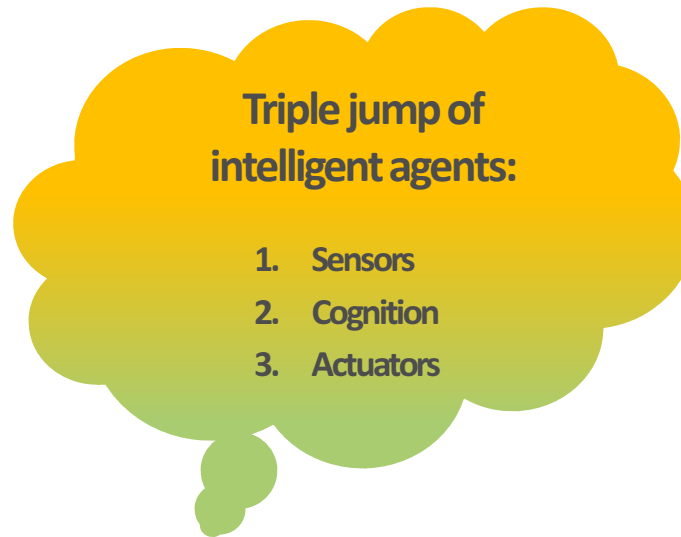 Triple jump of
intelligent agents:
1. Sensors
2. Cognition
3. Actuators